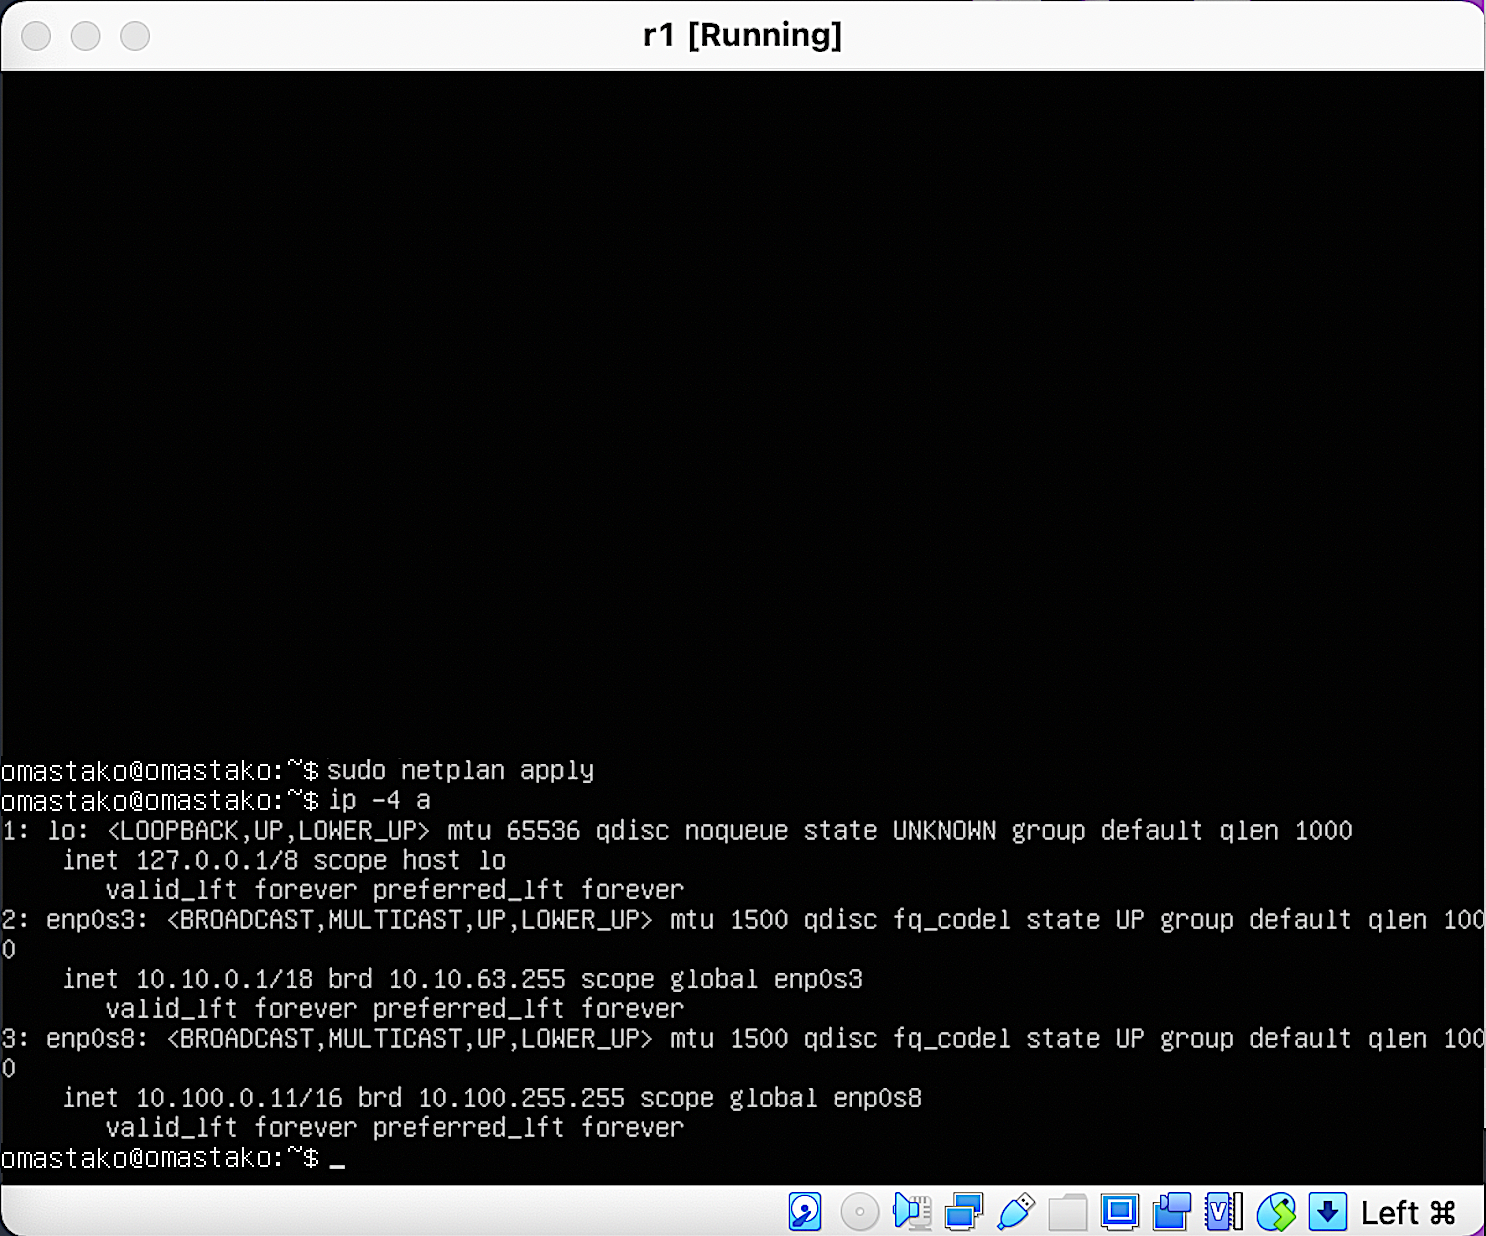 r1 [Running]
omastako@omastako:~$ sudo netplan apply
omastako@omastako:~$ ip -4 a
1: lo: <LOOPBACK,UP,LOWER_UP> mtu 65536 qdisc noqueue state UNKNOWN group default qlen 1000
    inet 127.0.0.1/8 scope host lo
       valid_lft forever preferred_lft forever
2: enp0s3: <BROADCAST,MULTICAST,UP,LOWER_UP> mtu 1500 qdisc fq_codel state UP group default qlen 100
0
    inet 10.10.0.1/18 brd 10.10.63.255 scope global enp0s3
       valid_lft forever preferred_lft forever
3: enp0s8: <BROADCAST,MULTICAST,UP,LOWER_UP> mtu 1500 qdisc fq_codel state UP group default qlen 100
0
    inet 10.100.0.11/16 brd 10.100.255.255 scope global enp0s8
       valid_lft forever preferred_lft forever
omastako@omastako:~$ _
Left ⌘